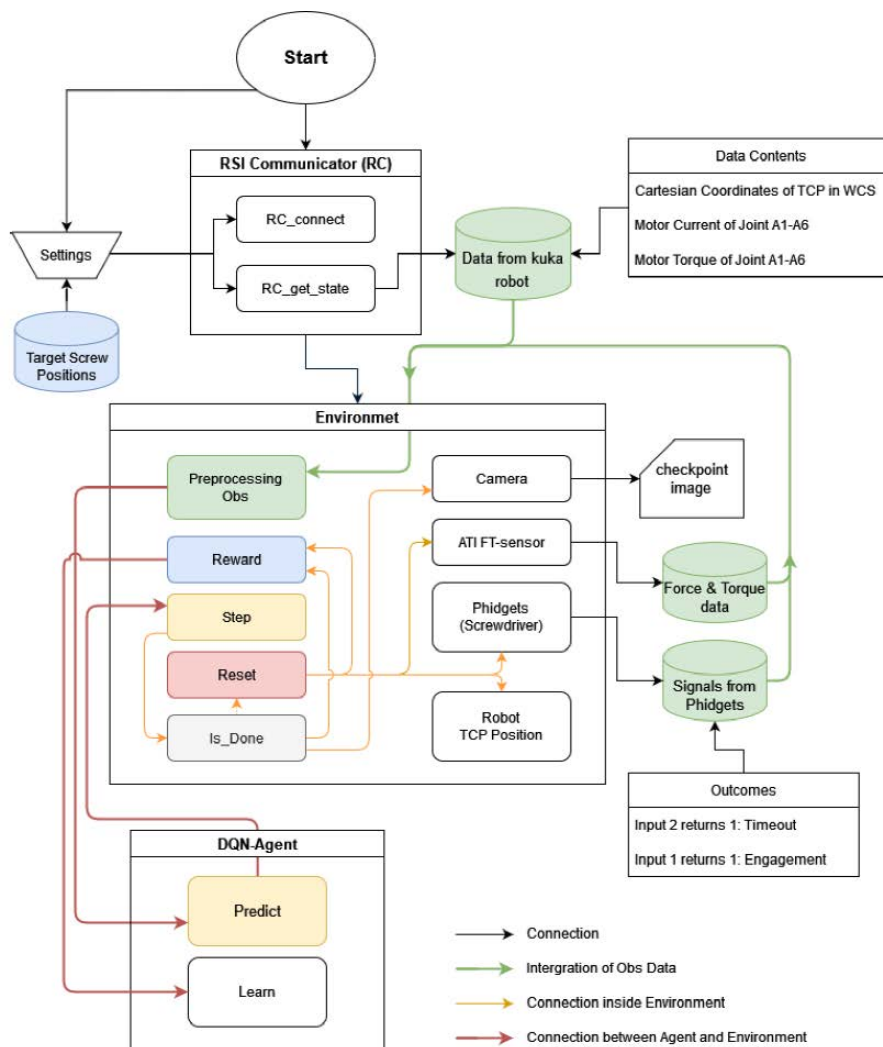 Start
RSI Communicator (RC)
RC_connect
RC_get_state
Settings
Target Screw
Positions
Data from kuka
robot
Data Contents
Cartesian Coordinates of TCP in WCS
Motor Current of Joint A1-A6
Motor Torque of Joint A1-A6
Environmet
Preprocessing
Obs
Reward
Step
Reset
Is_Done
Camera
ATI FT-sensor
Phidgets
(Screwdriver)
Robot
TCP Position
checkpoint
image
Force & Torque
data
Signals from
Phidgets
Outcomes
Input 2 returns 1: Timeout
Input 1 returns 1: Engagement
DQN-Agent
Predict
Learn
Connection
Intergration of Obs Data
Connection inside Environment
Connection between Agent and Environment